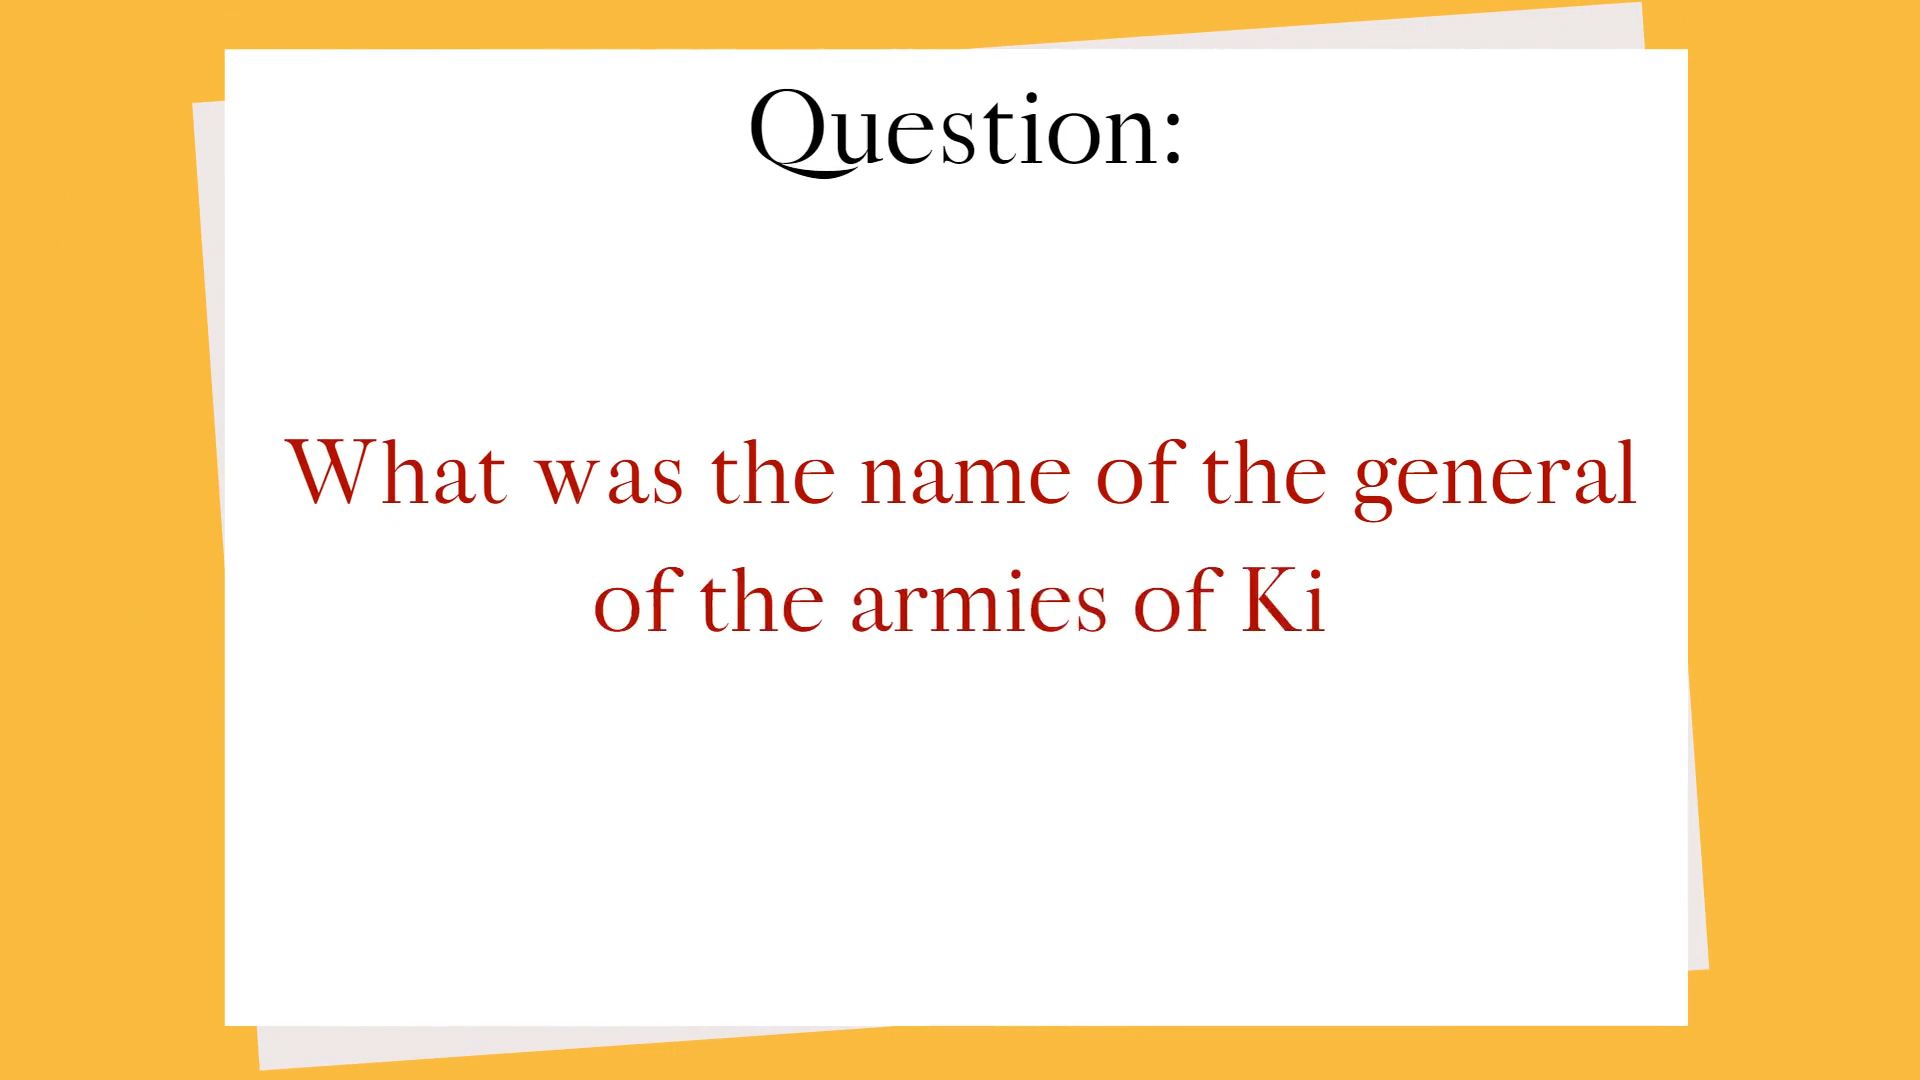 Question:
What was the name of the general
of the armies of Ki